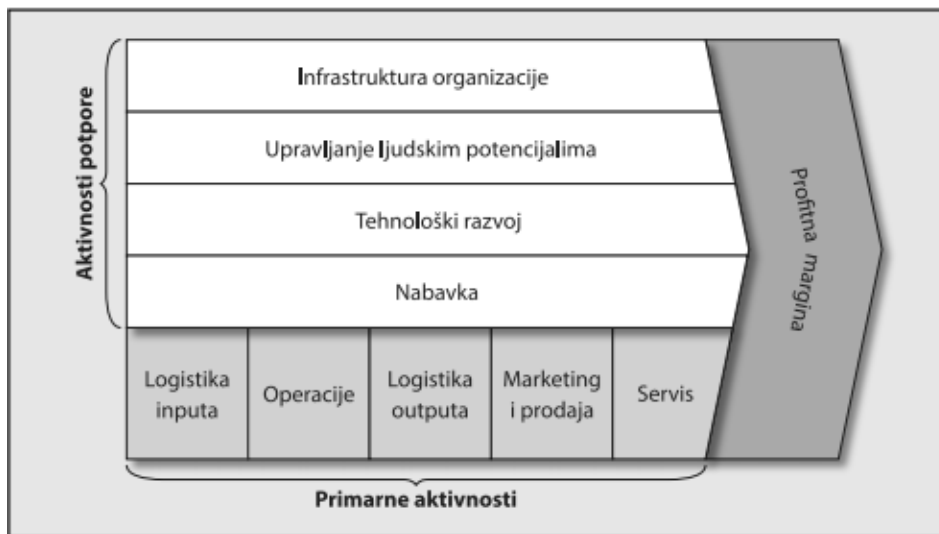 Aktivnosti potpore
Infrastruktura organizacije
Upravljanje ljudskim potencijalima
Tehnološki razvoj
Nabavka
Logistika
inputa
Operacije
Logistika
outputa
Marketing
i prodaja
Servis
Profitna margina
Primarne aktivnosti